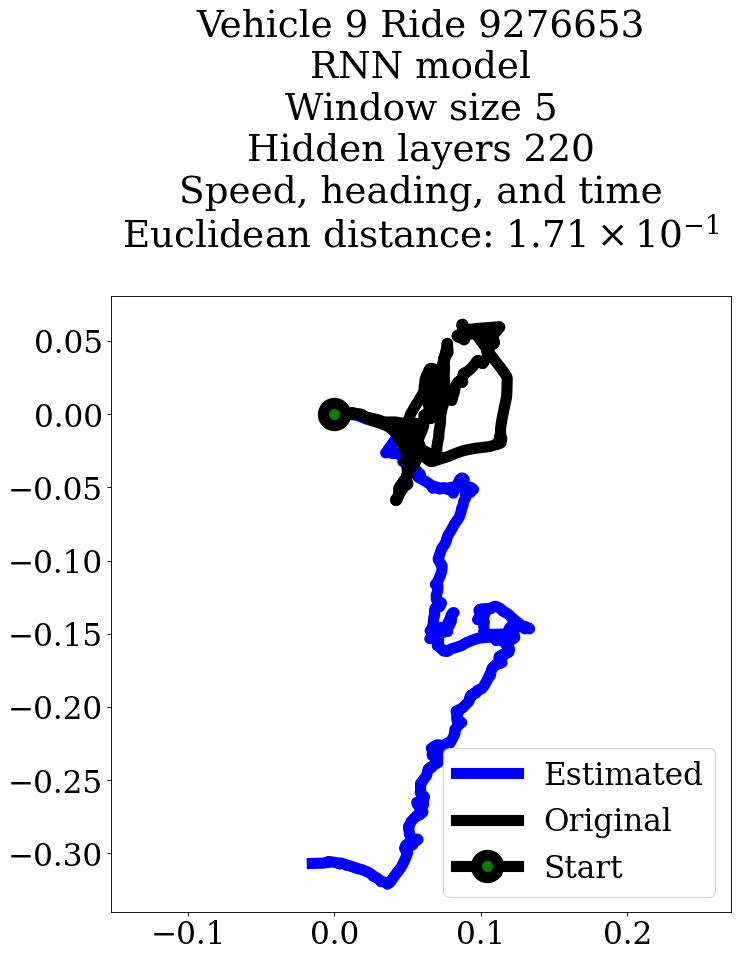 Vehicle 9 Ride 9276653
RNN model
Window size 5
Hidden layers 220
Speed, heading, and time
Euclidean distance: 1.71 × 10⁻¹
0.05
0.00
−0.05
−0.10
−0.15
−0.20
−0.25
−0.30
Estimated
Original
Start
−0.1 0.0 0.1 0.2